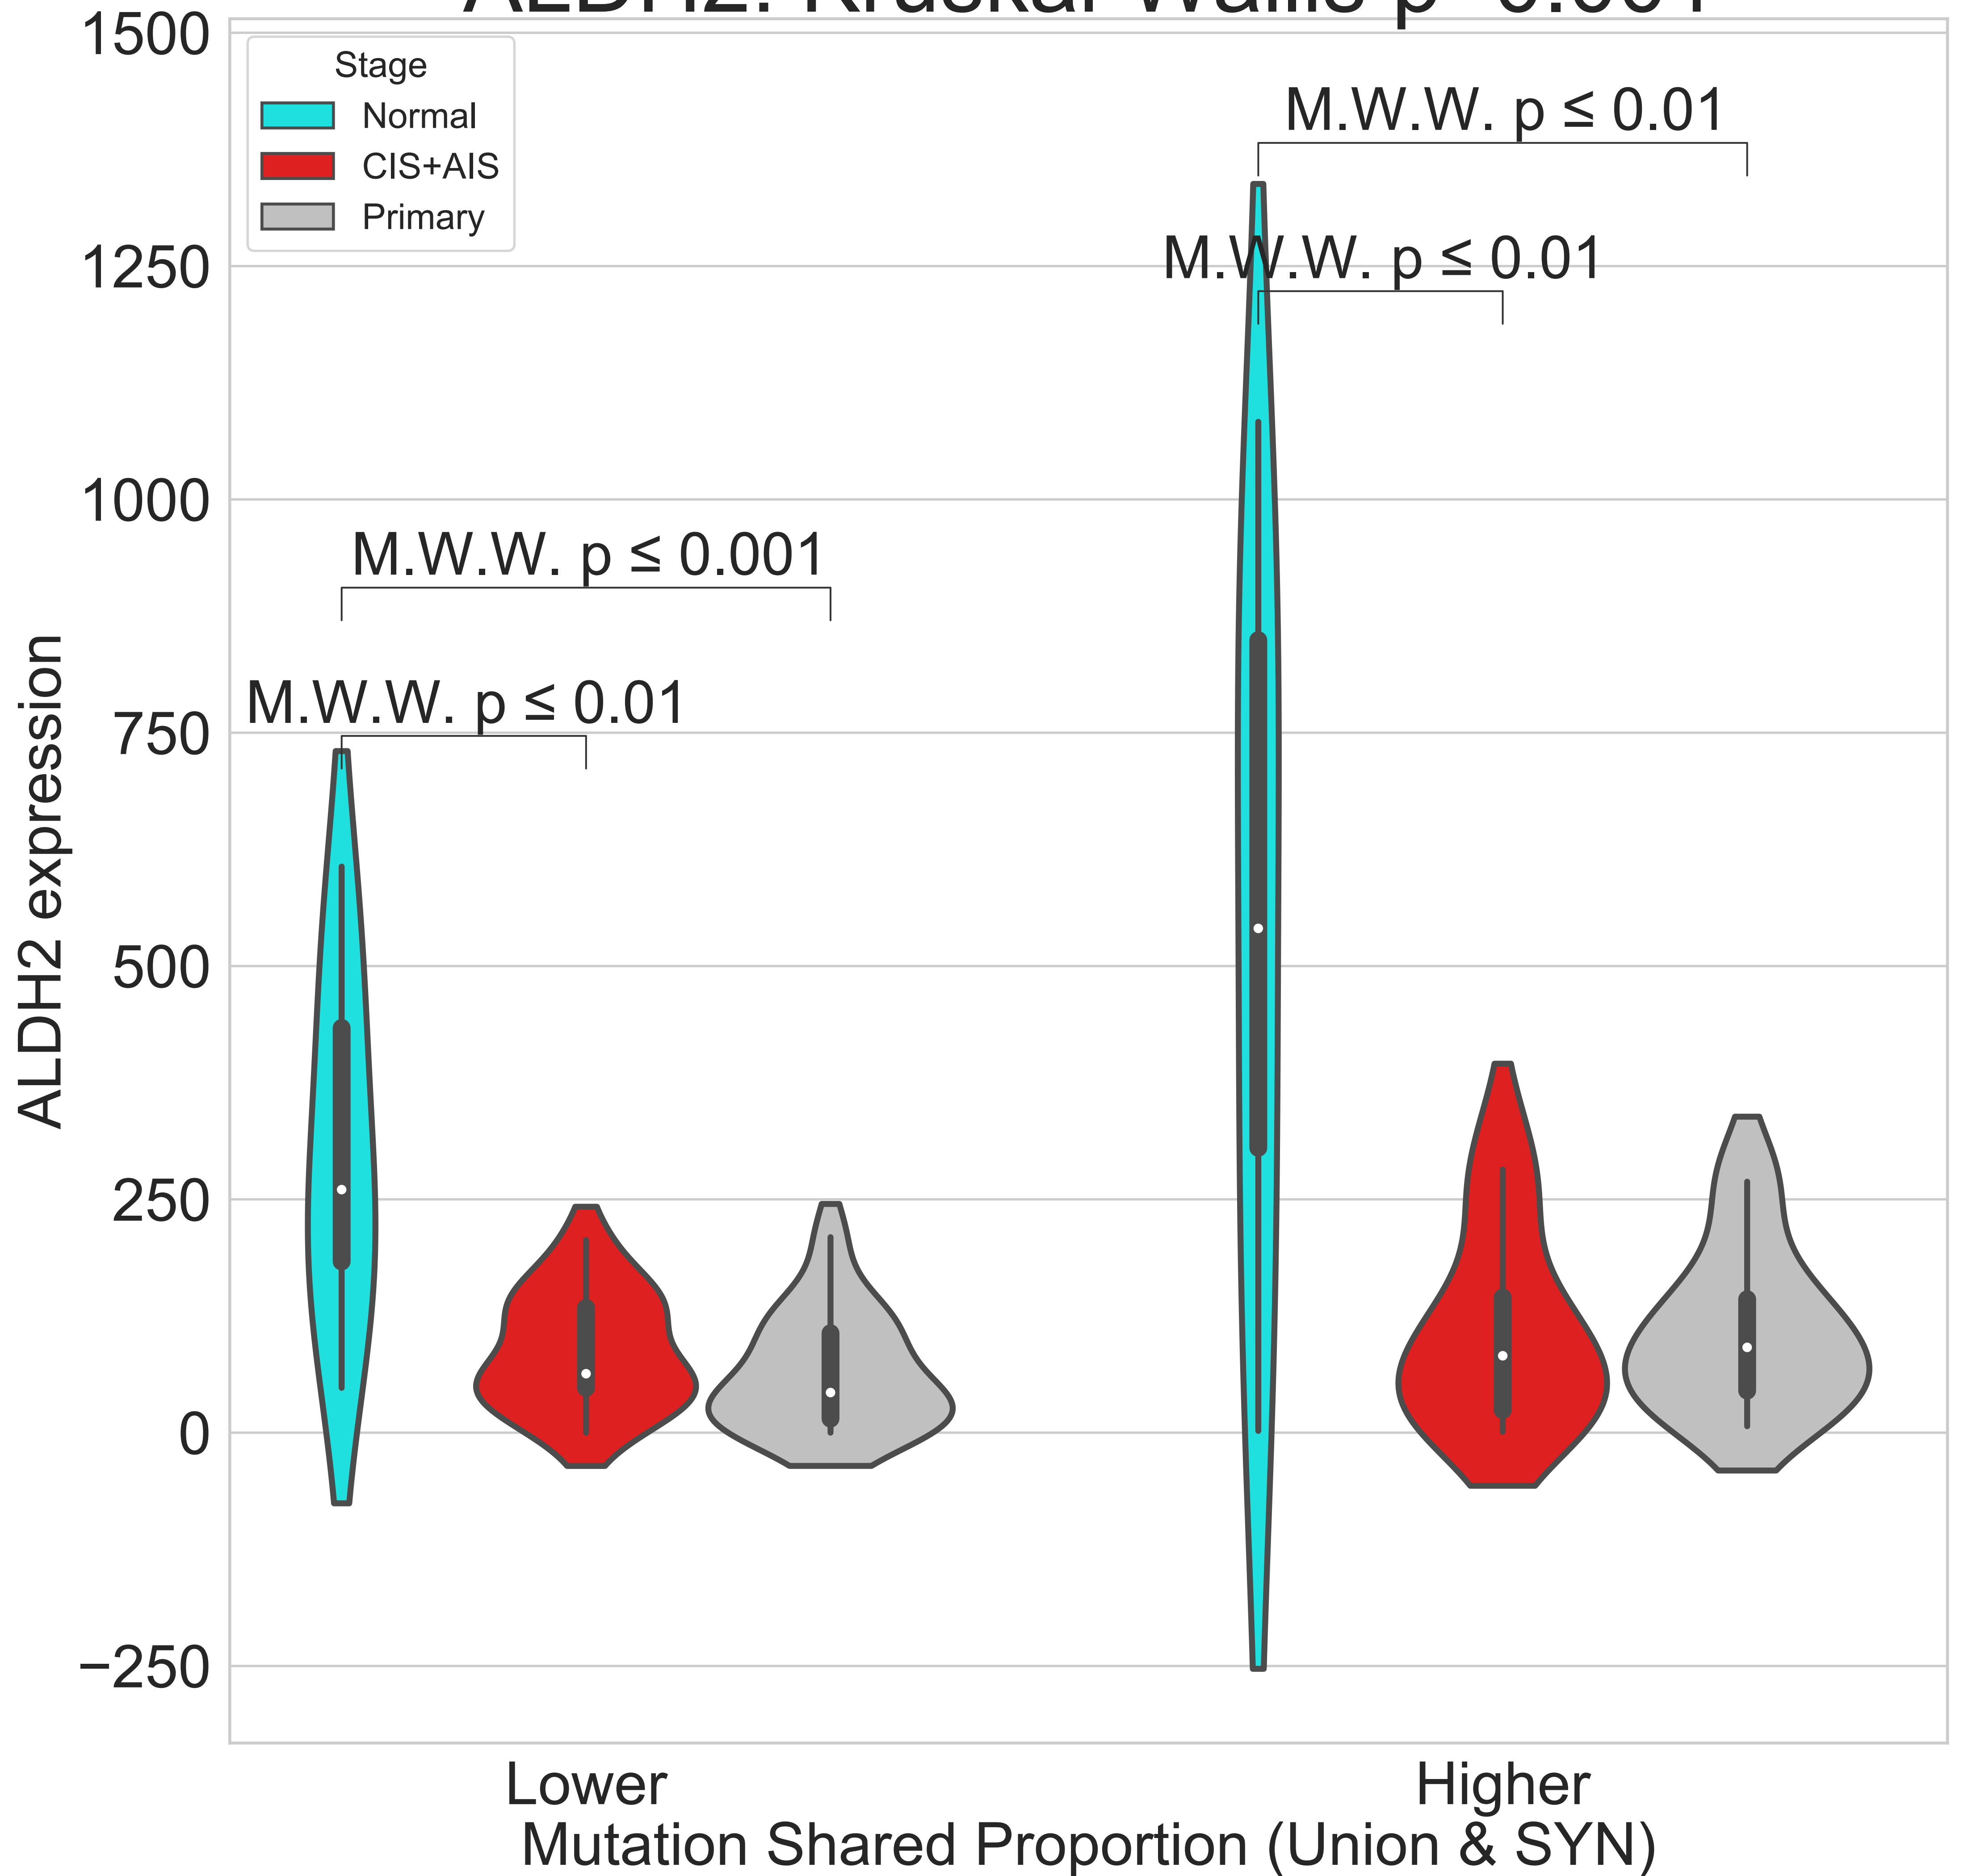 1500
Stage
Normal
CIS+AIS
Primary
M.W.W. p ≤ 0.01
1250
M.W.W. p ≤ 0.01
1000
M.W.W. p ≤ 0.001
M.W.W. p ≤ 0.01
750
500
250
0
−250
ALDH2 expression
Lower
Higher
Mutation Shared Proportion (Union & SYN)